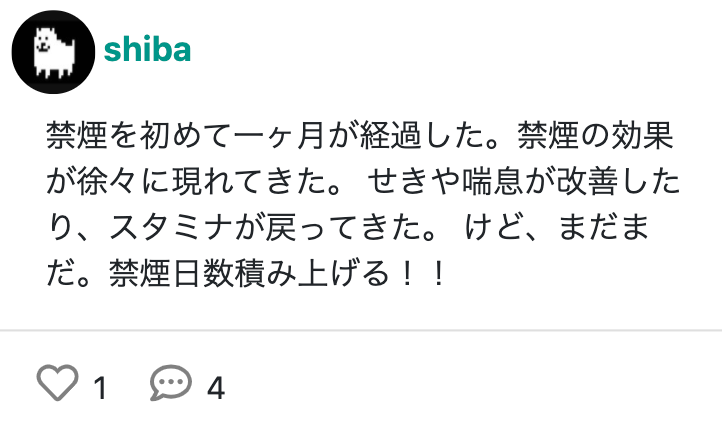 shiba
禁煙を初めて一ヶ月が経過した。禁煙の効果
が徐々に現れてきた。 せきや喘息が改善した
り、スタミナが戻ってきた。 けど、まだま
だ。禁煙日数積み上げる！！
1 4